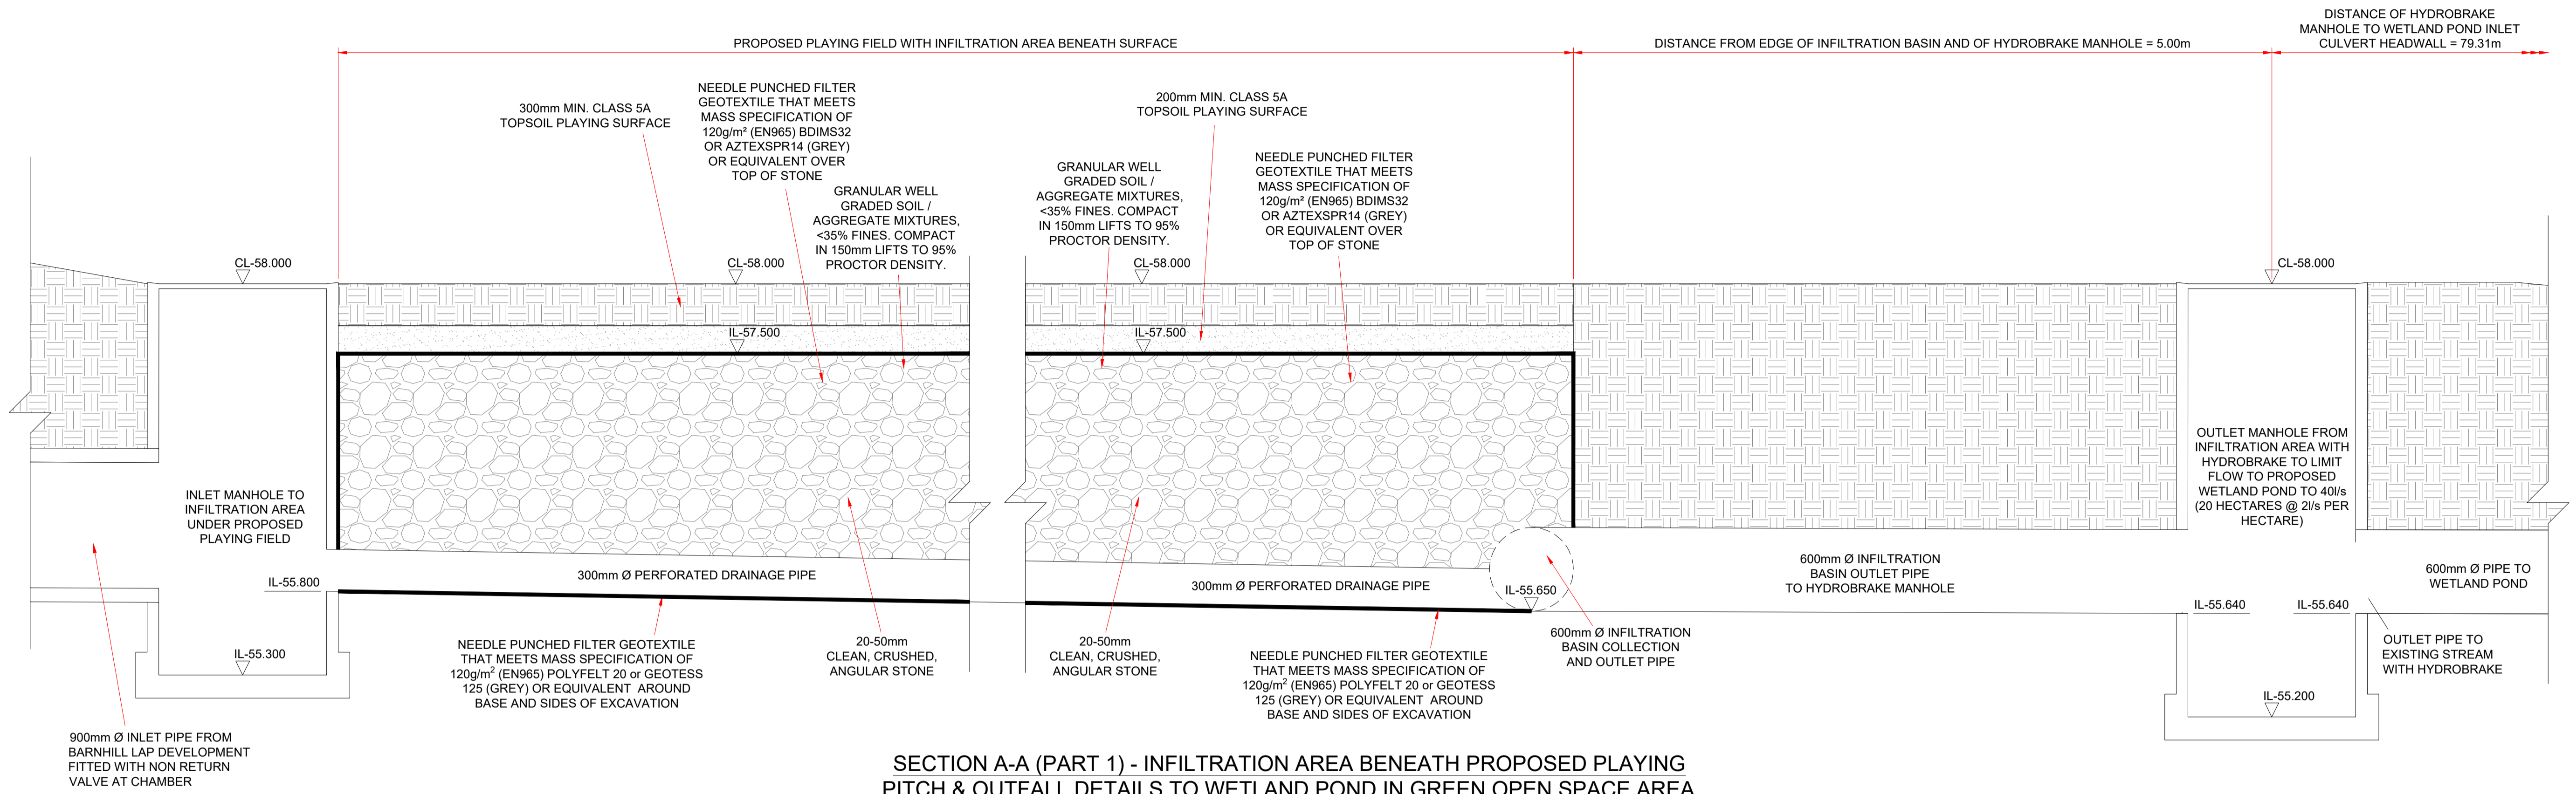 PROPOSED PLAYING FIELD WITH INFILTRATION AREA BENEATH SURFACE
DISTANCE FROM EDGE OF INFILTRATION BASIN AND OF HYDROBRAKE MANHOLE = 5.00m
DISTANCE OF HYDROBRAKE
MANHOLE TO WETLAND POND INLET
CULVERT HEADWALL = 79.31m
300mm MIN. CLASS 5A
TOPSOIL PLAYING SURFACE
NEEDLE PUNCHED FILTER
GEOTEXTILE THAT MEETS
MASS SPECIFICATION OF
120g/m² (EN965) BDIMS32
OR AZTEXSPR14 (GREY)
OR EQUIVALENT OVER
TOP OF STONE
GRANULAR WELL
GRADED SOIL /
AGGREGATE MIXTURES,
<35% FINES. COMPACT
IN 150mm LIFTS TO 95%
PROCTOR DENSITY.
200mm MIN. CLASS 5A
TOPSOIL PLAYING SURFACE
GRANULAR WELL
GRADED SOIL /
AGGREGATE MIXTURES,
<35% FINES. COMPACT
IN 150mm LIFTS TO 95%
PROCTOR DENSITY.
NEEDLE PUNCHED FILTER
GEOTEXTILE THAT MEETS
MASS SPECIFICATION OF
120g/m² (EN965) BDIMS32
OR AZTEXSPR14 (GREY)
OR EQUIVALENT OVER
TOP OF STONE
CL-58.000
CL-58.000
CL-58.000
CL-58.000
IL-57.500
IL-57.500
INLET MANHOLE TO
INFILTRATION AREA
UNDER PROPOSED
PLAYING FIELD
OUTLET MANHOLE FROM
INFILTRATION AREA WITH
HYDROBRAKE TO LIMIT
FLOW TO PROPOSED
WETLAND POND TO 40l/s
(20 HECTARES @ 2l/s PER
HECTARE)
IL-55.800
300mm Ø PERFORATED DRAINAGE PIPE
300mm Ø PERFORATED DRAINAGE PIPE
IL-55.650
600mm Ø INFILTRATION
BASIN OUTLET PIPE
TO HYDROBRAKE MANHOLE
600mm Ø PIPE TO
WETLAND POND
IL-55.640
IL-55.640
IL-55.300
NEEDLE PUNCHED FILTER GEOTEXTILE
THAT MEETS MASS SPECIFICATION OF
120g/m² (EN965) POLYFELT 20 or GEOTESS
125 (GREY) OR EQUIVALENT AROUND
BASE AND SIDES OF EXCAVATION
20-50mm
CLEAN, CRUSHED,
ANGULAR STONE
20-50mm
CLEAN, CRUSHED,
ANGULAR STONE
NEEDLE PUNCHED FILTER GEOTEXTILE
THAT MEETS MASS SPECIFICATION OF
120g/m² (EN965) POLYFELT 20 or GEOTESS
125 (GREY) OR EQUIVALENT AROUND
BASE AND SIDES OF EXCAVATION
600mm Ø INFILTRATION
BASIN COLLECTION
AND OUTLET PIPE
OUTLET PIPE TO
EXISTING STREAM
WITH HYDROBRAKE
IL-55.200
900mm Ø INLET PIPE FROM
BARNHILL LAP DEVELOPMENT
FITTED WITH NON RETURN
VALVE AT CHAMBER
SECTION A-A (PART 1) - INFILTRATION AREA BENEATH PROPOSED PLAYING
PITCH & OUTFALL DETAILS TO WETLAND POND IN GREEN OPEN SPACE AREA